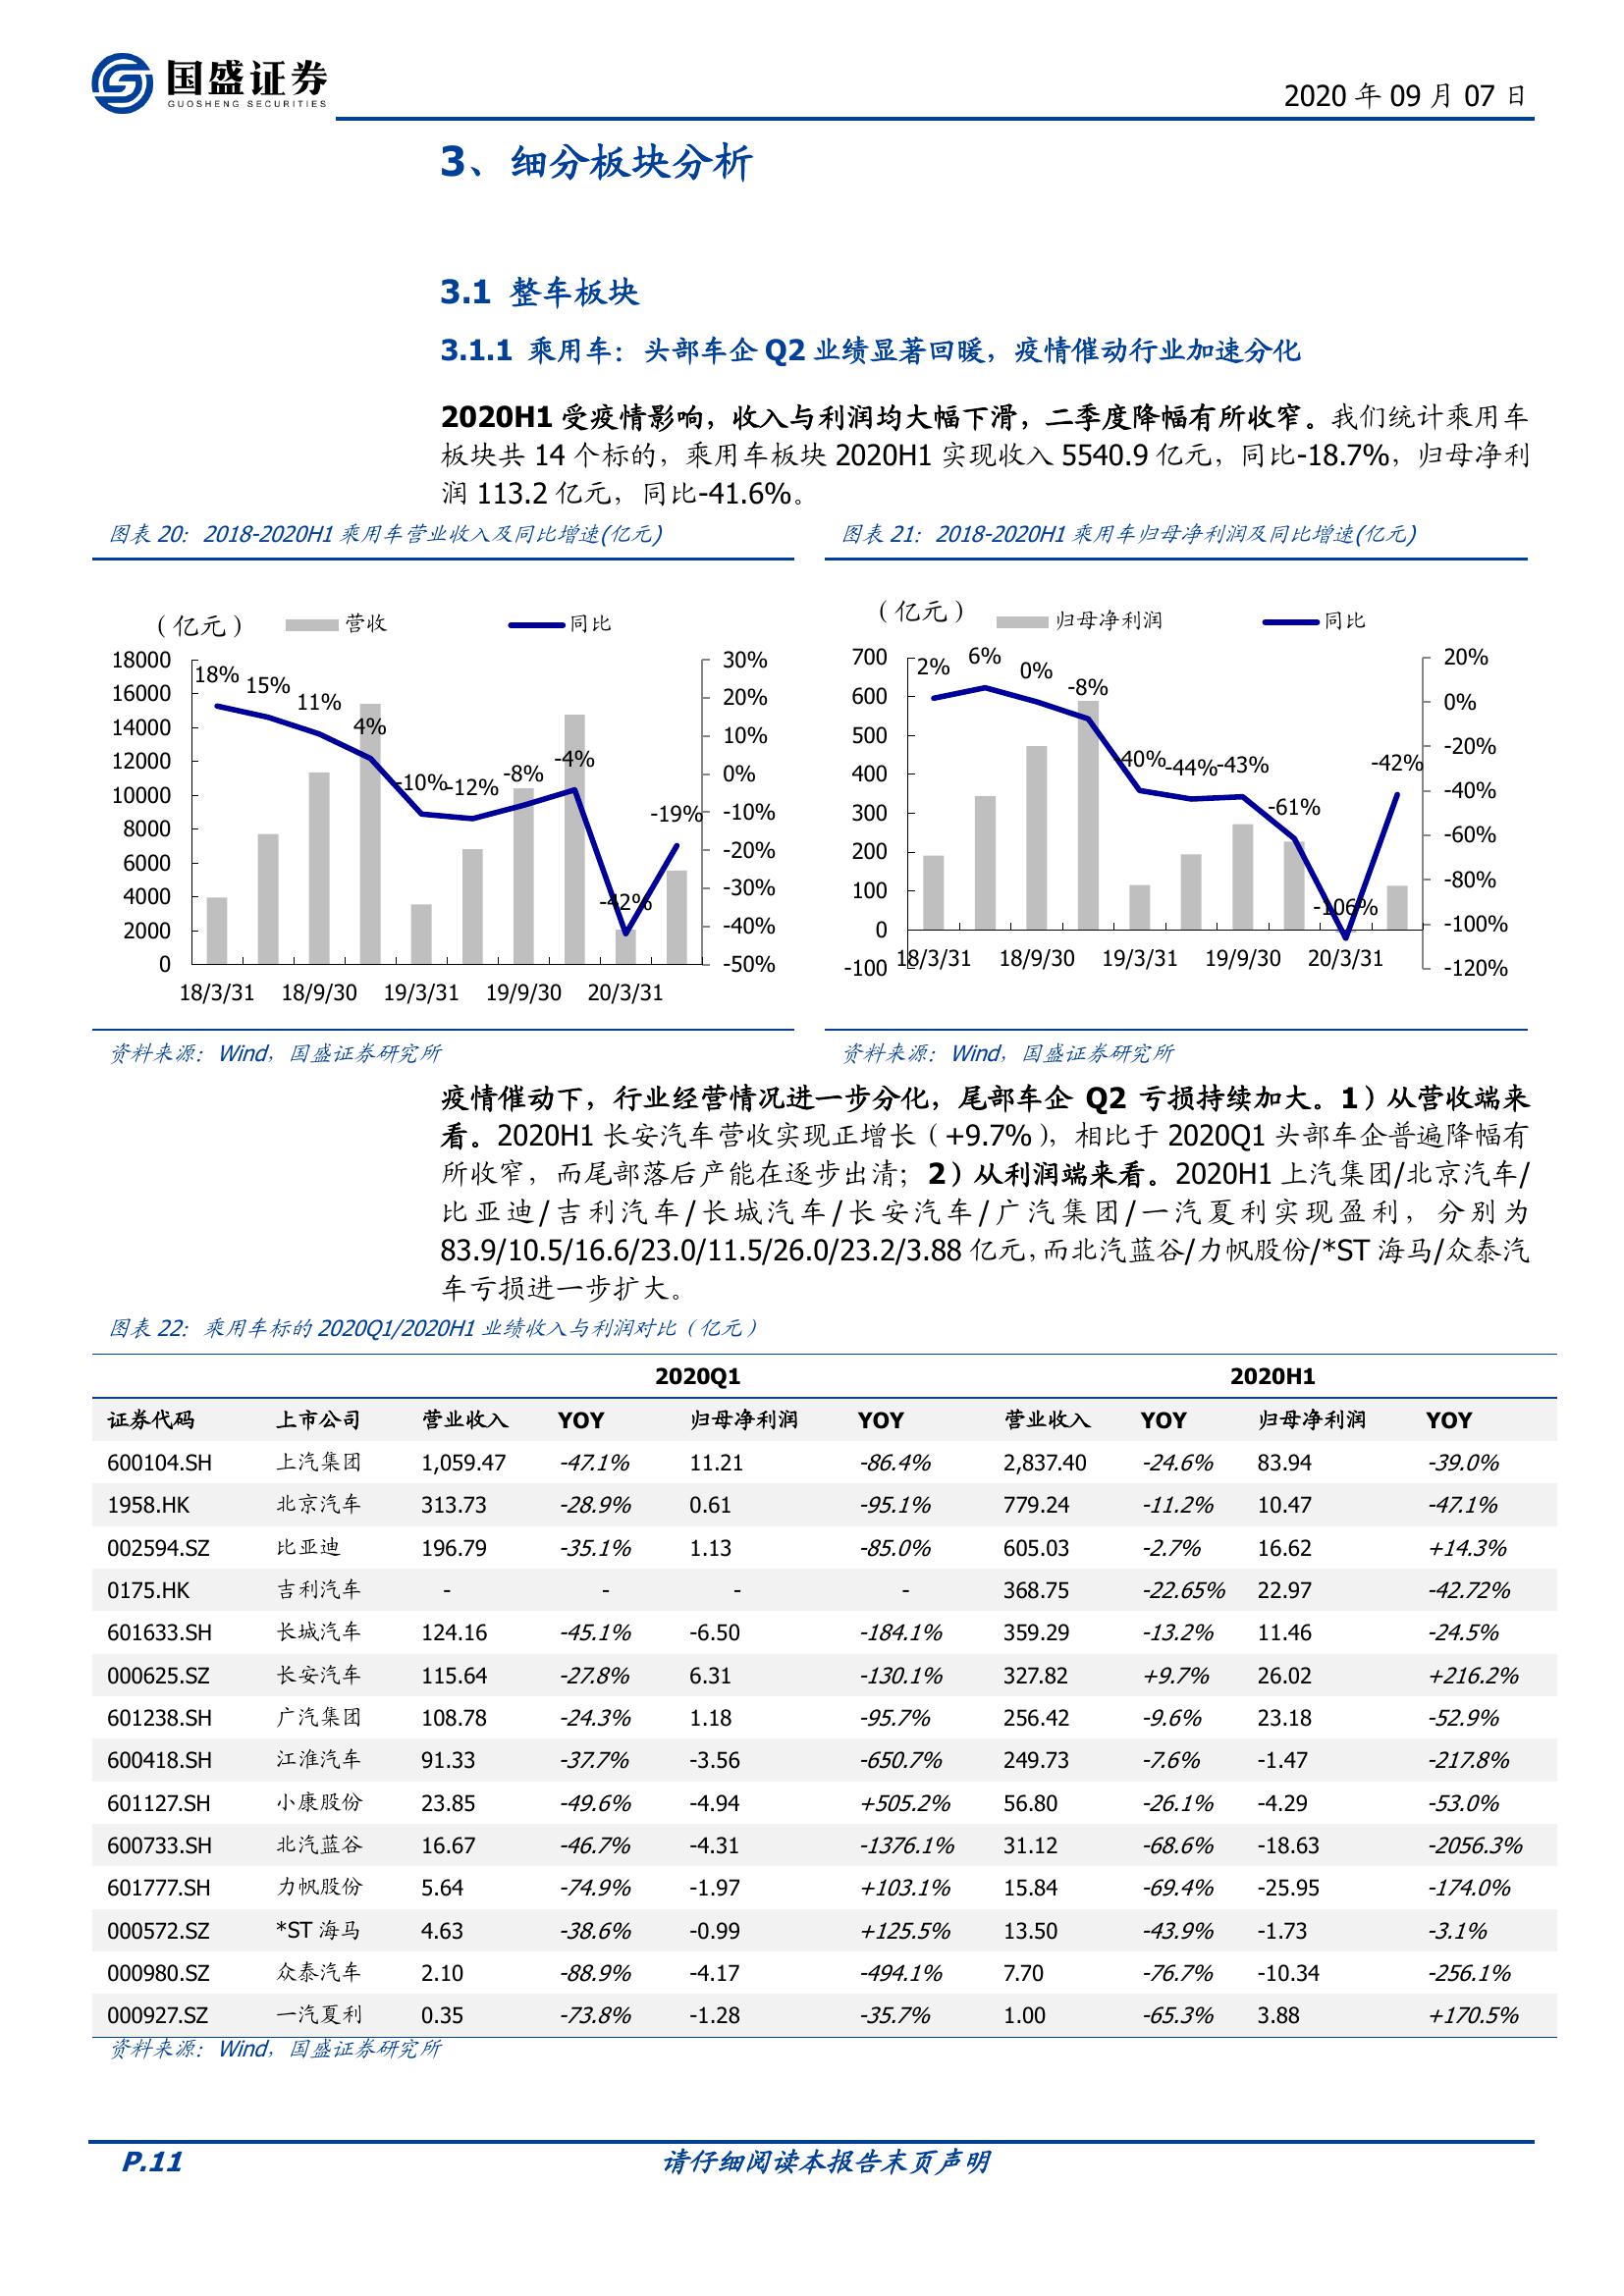 国盛证券
GUOSHENG SECURITIES
2020 年 09 月 07 日
3、细分板块分析
3.1 整车板块
3.1.1 乘用车：头部车企 Q2 业绩显著回暖，疫情催动行业加速分化
2020H1 受疫情影响，收入与利润均大幅下滑，二季度降幅有所收窄。我们统计乘用车
板块共 14 个标的，乘用车板块 2020H1 实现收入 5540.9 亿元，同比-18.7%，归母净利
润 113.2 亿元，同比-41.6%。
图表 20：2018-2020H1 乘用车营业收入及同比增速(亿元)
（亿元） 营收 同比
18000 16000 14000 12000 10000 8000 6000 4000 2000 0
18% 15% 11% 4% -10% -12% -8% -4% -42% -19%
30% 20% 10% 0% -10% -20% -30% -40% -50%
18/3/31 18/9/30 19/3/31 19/9/30 20/3/31
资料来源：Wind，国盛证券研究所
图表 21：2018-2020H1 乘用车归母净利润及同比增速(亿元)
（亿元） 归母净利润 同比
700 600 500 400 300 200 100 0 -100
2% 6% 0% -8% -40% -44% -43% -61% -106% -42%
20% 0% -20% -40% -60% -80% -100% -120%
18/3/31 18/9/30 19/3/31 19/9/30 20/3/31
资料来源：Wind，国盛证券研究所
疫情催动下，行业经营情况进一步分化，尾部车企 Q2 亏损持续加大。1）从营收端来
看。2020H1 长安汽车营收实现正增长（+9.7%），相比于 2020Q1 头部车企普遍降幅有
所收窄，而尾部落后产能在逐步出清；2）从利润端来看。2020H1 上汽集团/北京汽车/
比亚迪/吉利汽车/长城汽车/长安汽车/广汽集团/一汽夏利实现盈利，分别为
83.9/10.5/16.6/23.0/11.5/26.0/23.2/3.88 亿元，而北汽蓝谷/力帆股份/*ST 海马/众泰汽
车亏损进一步扩大。
图表 22：乘用车标的 2020Q1/2020H1 业绩收入与利润对比（亿元）
2020Q1 2020H1
证券代码 上市公司 营业收入 YOY 归母净利润 YOY 营业收入 YOY 归母净利润 YOY
600104.SH 上汽集团 1,059.47 -47.1% 11.21 -86.4% 2,837.40 -24.6% 83.94 -39.0%
1958.HK 北京汽车 313.73 -28.9% 0.61 -95.1% 779.24 -11.2% 10.47 -47.1%
002594.SZ 比亚迪 196.79 -35.1% 1.13 -85.0% 605.03 -2.7% 16.62 +14.3%
0175.HK 吉利汽车 - - - - 368.75 -22.65% 22.97 -42.72%
601633.SH 长城汽车 124.16 -45.1% -6.50 -184.1% 359.29 -13.2% 11.46 -24.5%
000625.SZ 长安汽车 115.64 -27.8% 6.31 -130.1% 327.82 +9.7% 26.02 +216.2%
601238.SH 广汽集团 108.78 -24.3% 1.18 -95.7% 256.42 -9.6% 23.18 -52.9%
600418.SH 江淮汽车 91.33 -37.7% -3.56 -650.7% 249.73 -7.6% -1.47 -217.8%
601127.SH 小康股份 23.85 -49.6% -4.94 +505.2% 56.80 -26.1% -4.29 -53.0%
600733.SH 北汽蓝谷 16.67 -46.7% -4.31 -1376.1% 31.12 -68.6% -18.63 -2056.3%
601777.SH 力帆股份 5.64 -74.9% -1.97 +103.1% 15.84 -69.4% -25.95 -174.0%
000572.SZ *ST 海马 4.63 -38.6% -0.99 +125.5% 13.50 -43.9% -1.73 -3.1%
000980.SZ 众泰汽车 2.10 -88.9% -4.17 -494.1% 7.70 -76.7% -10.34 -256.1%
000927.SZ 一汽夏利 0.35 -73.8% -1.28 -35.7% 1.00 -65.3% 3.88 +170.5%
资料来源：Wind，国盛证券研究所
P.11 请仔细阅读本报告末页声明